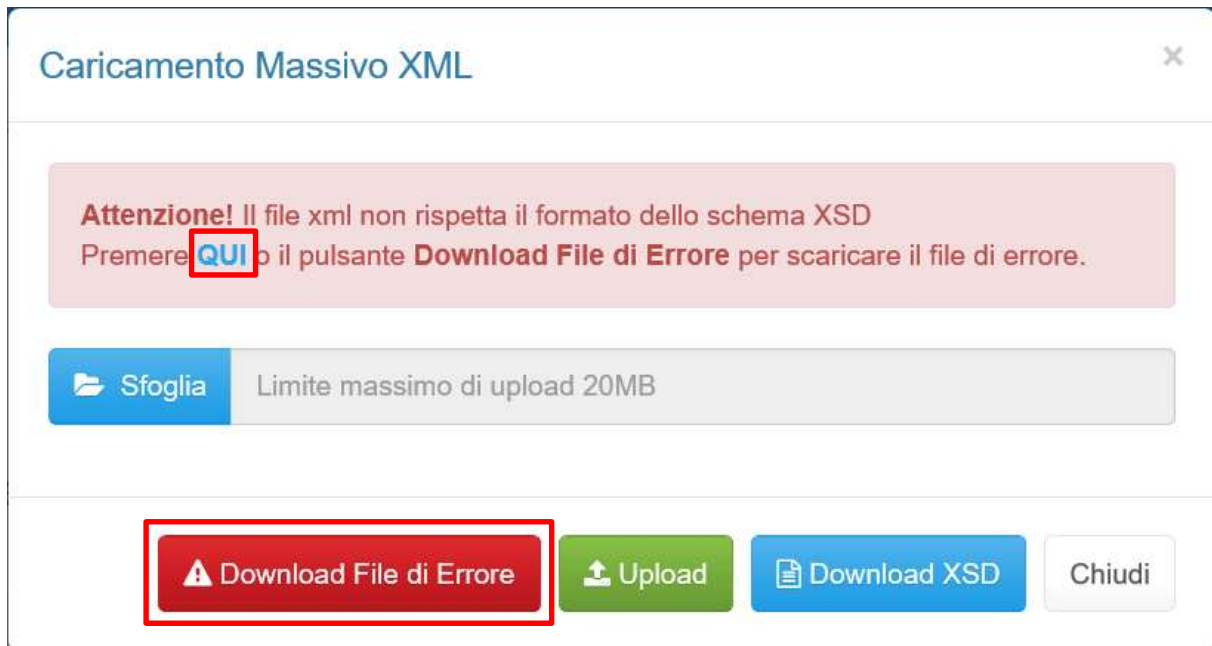 Caricamento Massivo XML
×
Attenzione! Il file xml non rispetta il formato dello schema XSD
Premere QUI o il pulsante Download File di Errore per scaricare il file di errore.
Sfoglia Limite massimo di upload 20MB
Download File di Errore Upload Download XSD Chiudi